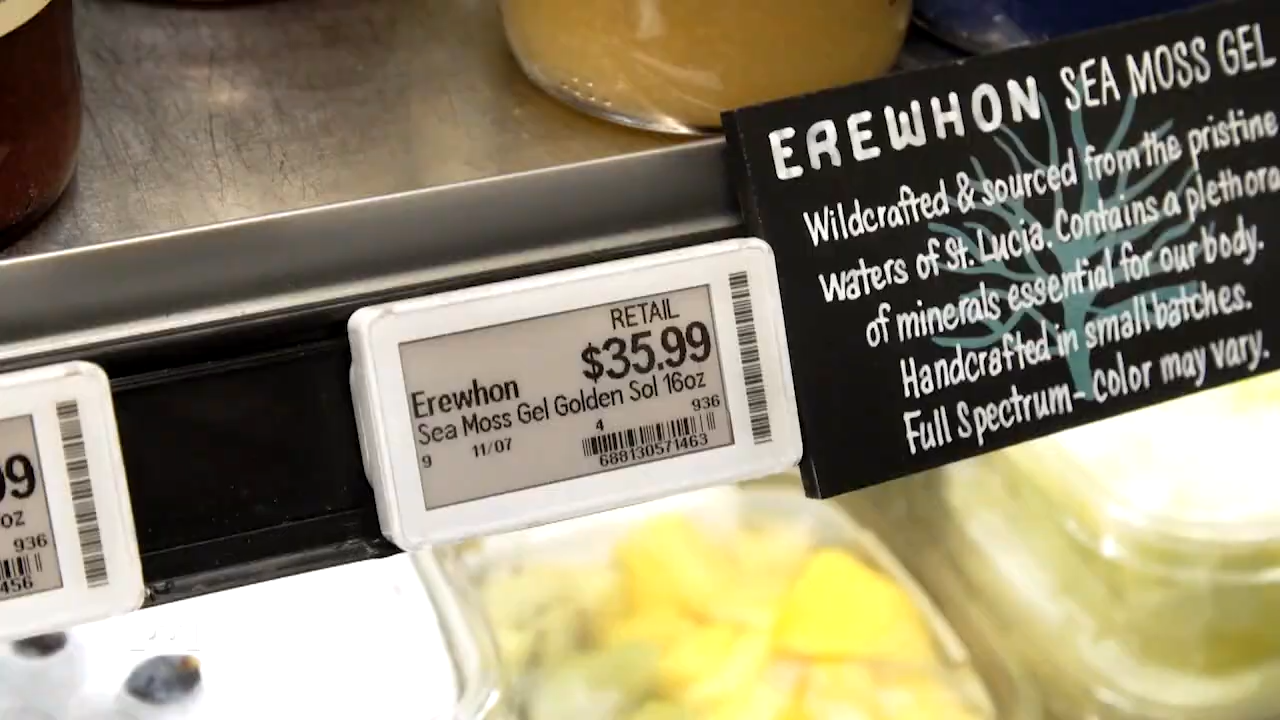 EREWHON SEA MOSS GEL
Wildcrafted & sourced from the pristine
waters of St. Lucia. Contains a plethora
of minerals essential for our body.
Handcrafted in small batches.
Full Spectrum- Color may vary.
RETAIL
$35.99
Erewhon
Sea Moss Gel Golden Sol 16oz
936
9 11/07 4
688130571463
99
oz
936
456